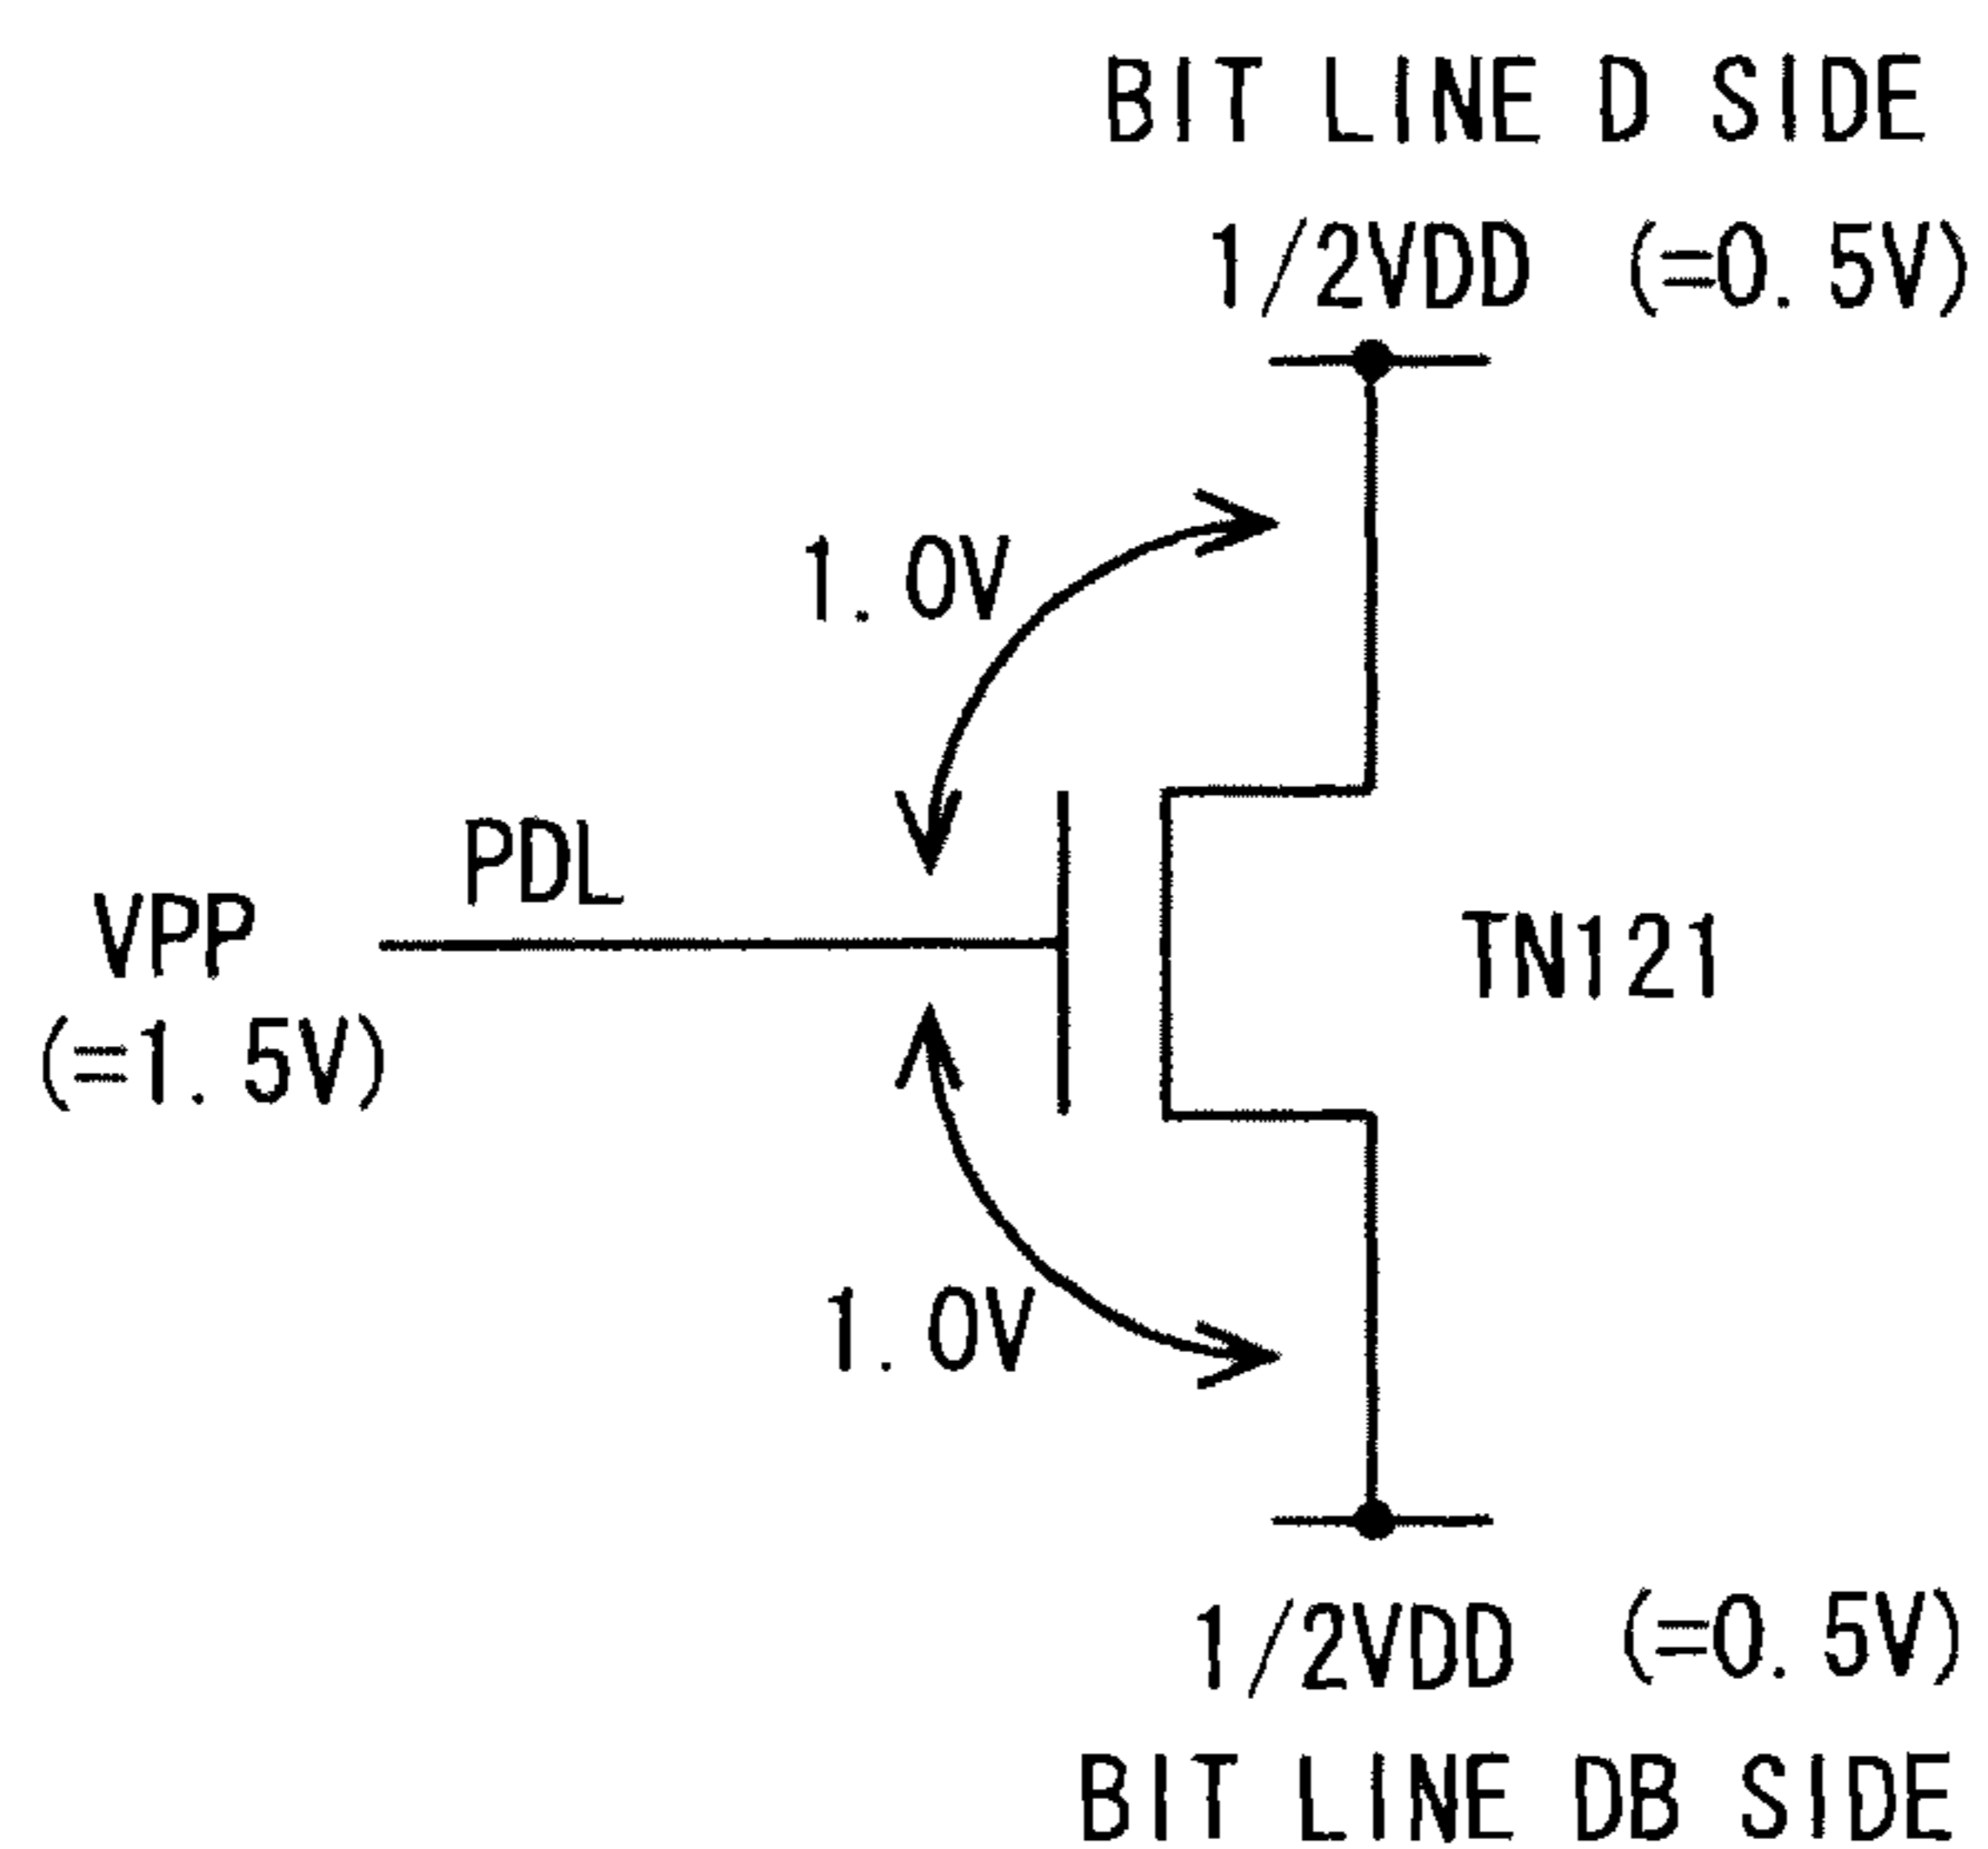 BIT LINE D SIDE
1/2VDD (=0.5V)
1.0V
PDL
VPP
(=1.5V)
TN121
1.0V
1/2VDD (=0.5V)
BIT LINE DB SIDE